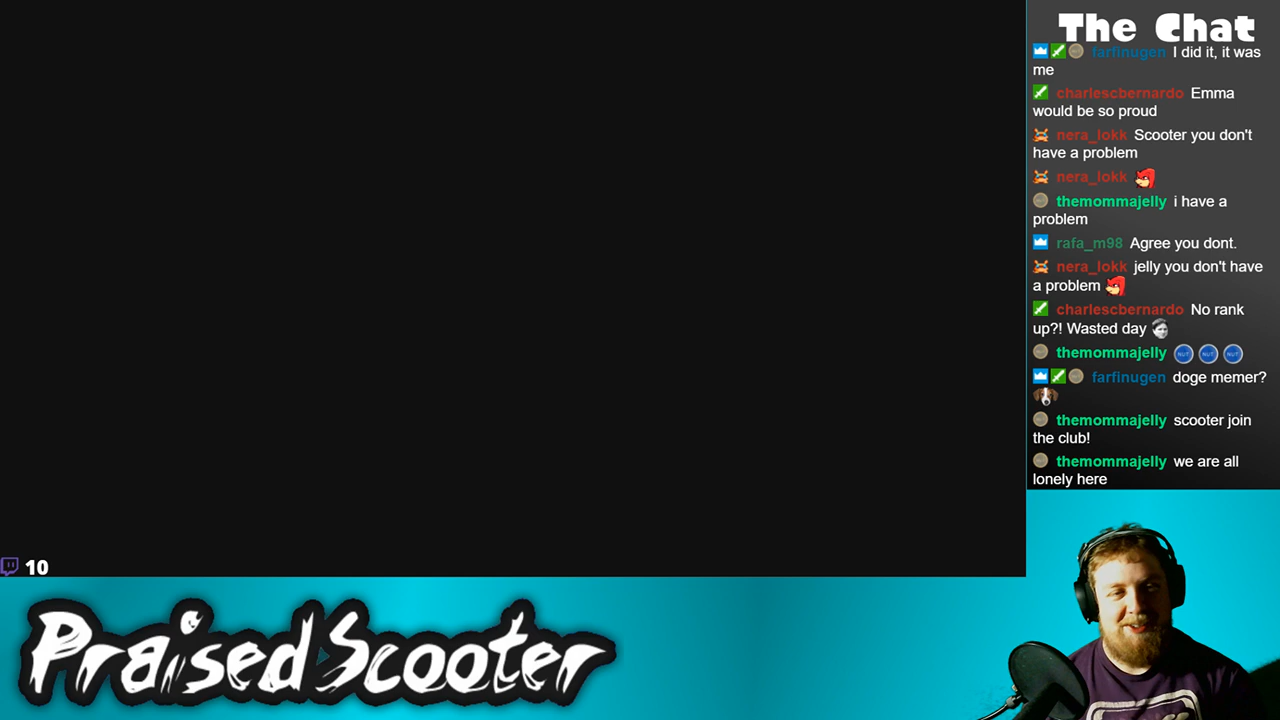 The Chat
farfinugen I did it, it was
me
charlescbernardo Emma
would be so proud
nera_lokk Scooter you don't
have a problem
nera_lokk
themommajelly i have a
problem
rafa_m98 Agree you dont.
nera_lokk jelly you don't have
a problem
charlescbernardo No rank
up?! Wasted day
themommajelly NUT NUT NUT
farfinugen doge memer?
themommajelly scooter join
the club!
themommajelly we are all
lonely here
10
PraisedScooter